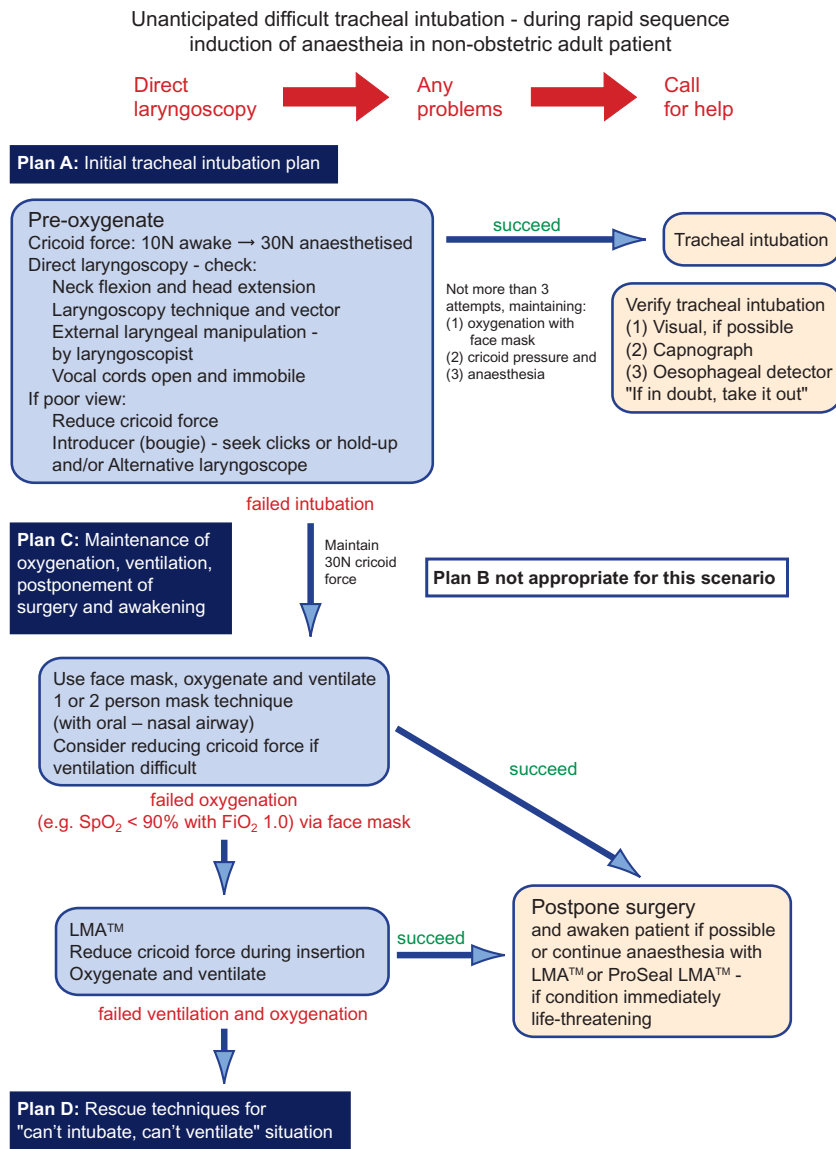 Unanticipated difficult tracheal intubation - during rapid sequence
induction of anaestheia in non-obstetric adult patient
Direct
laryngoscopy
Any
problems
Call
for help
Plan A: Initial tracheal intubation plan
Pre-oxygenate
Cricoid force: 10N awake → 30N anaesthetised
Direct laryngoscopy - check:
Neck flexion and head extension
Laryngoscopy technique and vector
External laryngeal manipulation -
by laryngoscopist
Vocal cords open and immobile
If poor view:
Reduce cricoid force
Introducer (bougie) - seek clicks or hold-up
and/or Alternative laryngoscope
succeed
Tracheal intubation
Not more than 3
attempts, maintaining:
(1) oxygenation with
face mask
(2) cricoid pressure and
(3) anaesthesia
Verify tracheal intubation
(1) Visual, if possible
(2) Capnograph
(3) Oesophageal detector
"If in doubt, take it out"
failed intubation
Plan C: Maintenance of
oxygenation, ventilation,
postponement of
surgery and awakening
Maintain
30N cricoid
force
Plan B not appropriate for this scenario
Use face mask, oxygenate and ventilate
1 or 2 person mask technique
(with oral – nasal airway)
Consider reducing cricoid force if
ventilation difficult
succeed
failed oxygenation
(e.g. SpO₂ < 90% with FiO₂ 1.0) via face mask
LMA™
Reduce cricoid force during insertion
Oxygenate and ventilate
succeed
Postpone surgery
and awaken patient if possible
or continue anaesthesia with
LMA™ or ProSeal LMA™ -
if condition immediately
life-threatening
failed ventilation and oxygenation
Plan D: Rescue techniques for
"can't intubate, can't ventilate" situation